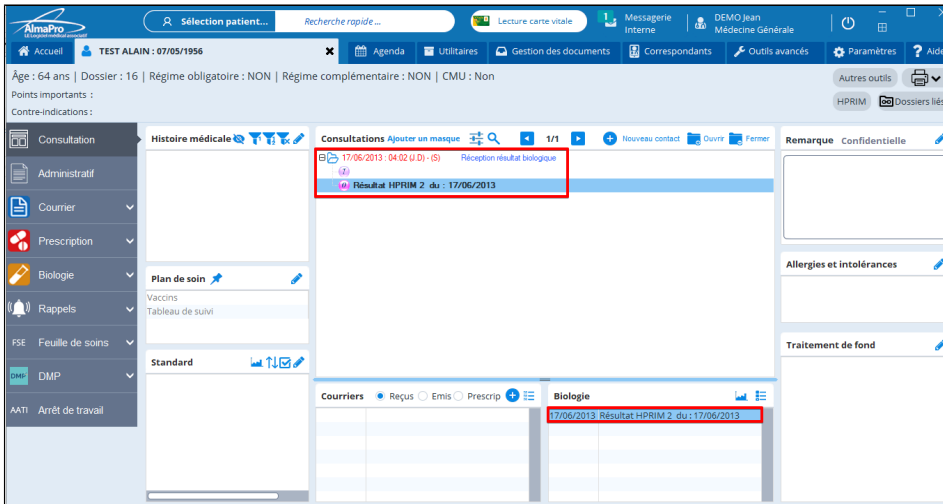 AlmaPro
Le Logiciel médical associatif
Sélection patient...
Recherche rapide ...
Lecture carte vitale
1
Messagerie
Interne
DEMO Jean
Médecine Générale
Accueil
TEST ALAIN : 07/05/1956
Agenda
Utilitaires
Gestion des documents
Correspondants
Outils avancés
Paramètres
? Aide
Âge : 64 ans | Dossier : 16 | Régime obligatoire : NON | Régime complémentaire : NON | CMU : Non
Points importants :
Contre-indications :
Autres outils
HPRIM
Dossiers liés
Consultation
Administratif
Courrier
Prescription
Biologie
Rappels
FSE Feuille de soins
DMP DMP
AATI Arrêt de travail
Histoire médicale
Plan de soin
Vaccins
Tableau de suivi
Standard
Consultations Ajouter un masque
1/1
Nouveau contact
Ouvrir
Fermer
17/06/2013 : 04:02 (J.D) - (S) Réception résultat biologique
Résultat HPRIM 2 du : 17/06/2013
Courriers Reçus Emis Prescrip
Biologie
17/06/2013 Résultat HPRIM 2 du : 17/06/2013
Remarque Confidentielle
Allergies et intolérances
Traitement de fond